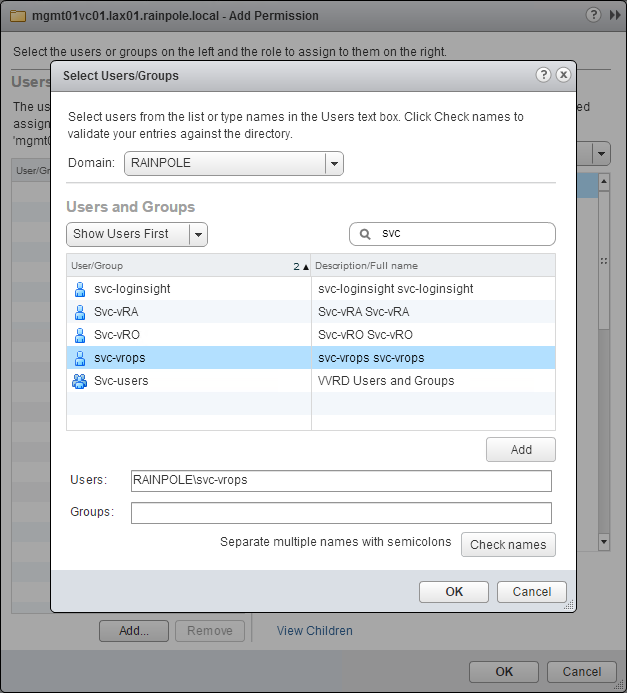 mgmt01vc01.lax01.rainpole.local - Add Permission
Select the users or groups on the left and the role to assign to them on the right.
Users
Select Users/Groups
The us
ed
assign
'mgmt0
User/Gr
Select users from the list or type names in the Users text box. Click Check names to
validate your entries against the directory.
Domain: RAINPOLE
Users and Groups
Show Users First
svc
User/Group 2 Description/Full name
svc-loginsight svc-loginsight svc-loginsight
Svc-vRA Svc-vRA Svc-vRA
Svc-vRO Svc-vRO Svc-vRO
svc-vrops svc-vrops svc-vrops
Svc-users VVRD Users and Groups
Add
Users: RAINPOLE\svc-vrops
Groups:
Separate multiple names with semicolons Check names
OK Cancel
Add... Remove View Children
OK Cancel